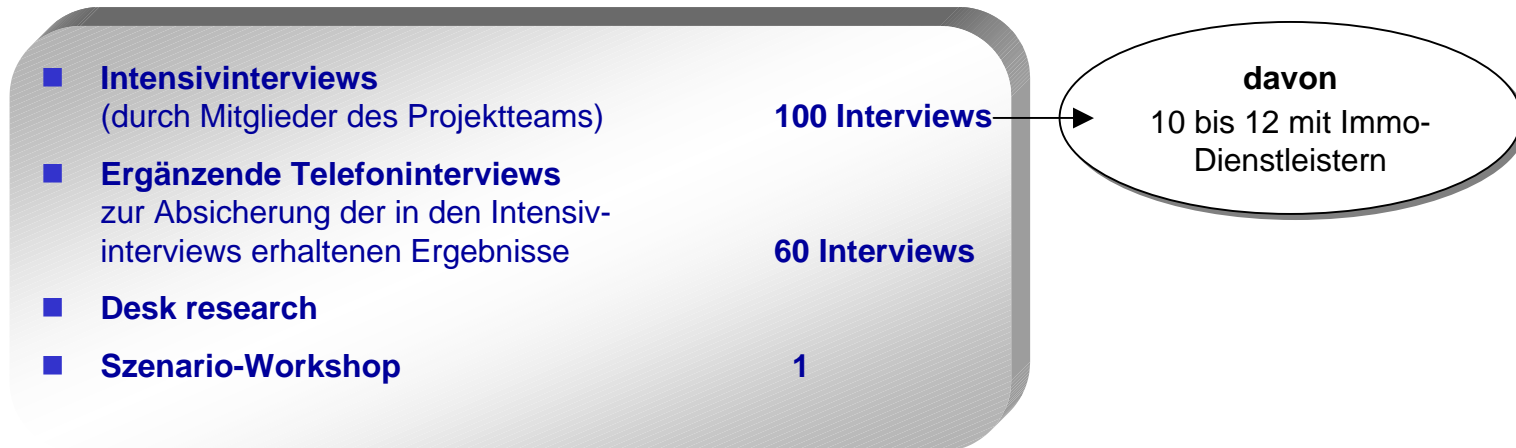 Intensivinterviews
(durch Mitglieder des Projektteams) 100 Interviews
Ergänzende Telefoninterviews
zur Absicherung der in den Intensiv-
interviews erhaltenen Ergebnisse 60 Interviews
Desk research
Szenario-Workshop 1
davon
10 bis 12 mit Immo-
Dienstleistern